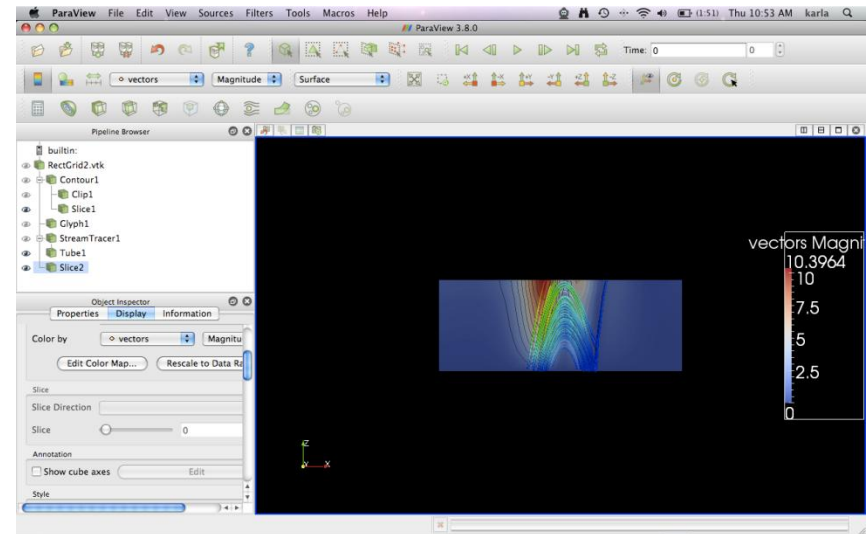 ParaView File Edit View Sources Filters Tools Macros Help (1:51) Thu 10:53 AM karla
ParaView 3.8.0
Time: 0 0
vectors Magnitude Surface
Pipeline Browser
builtin:
RectGrid2.vtk
Contour1
Clip1
Slice1
Glyph1
StreamTracer1
Tube1
Slice2
Object Inspector
Properties Display Information
Color by vectors Magnitu
Edit Color Map... Rescale to Data Ra
Slice
Slice Direction
Slice 0
Annotation
Show cube axes Edit
Style
vectors Magni
10.3964
10
7.5
5
2.5
0
Z
Y X